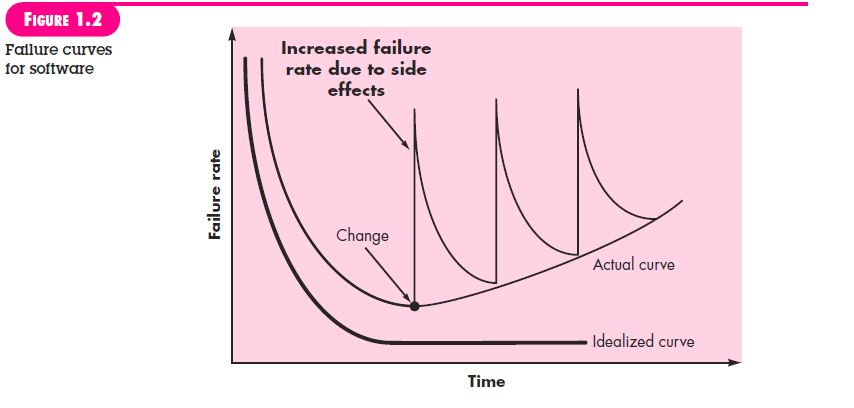 FIGURE 1.2
Failure curves
for software
Increased failure
rate due to side
effects
Failure rate
Change
Actual curve
Idealized curve
Time